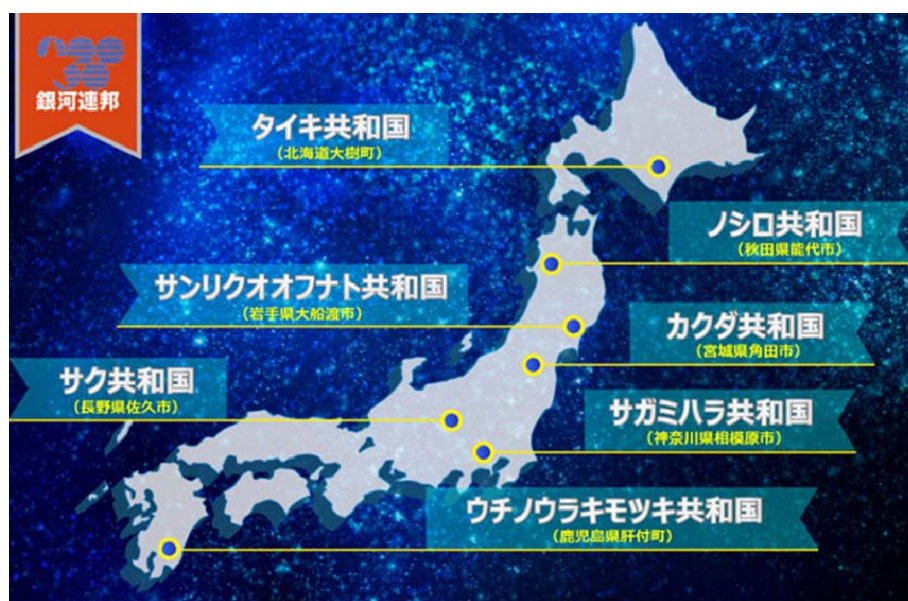 銀河連邦
タイキ共和国
(北海道大樹町)
ノシロ共和国
(秋田県能代市)
サンリクオオフナト共和国
(岩手県大船渡市)
カクダ共和国
(宮城県角田市)
サク共和国
(長野県佐久市)
サガミハラ共和国
(神奈川県相模原市)
ウチノウラキモツキ共和国
(鹿児島県肝付町)